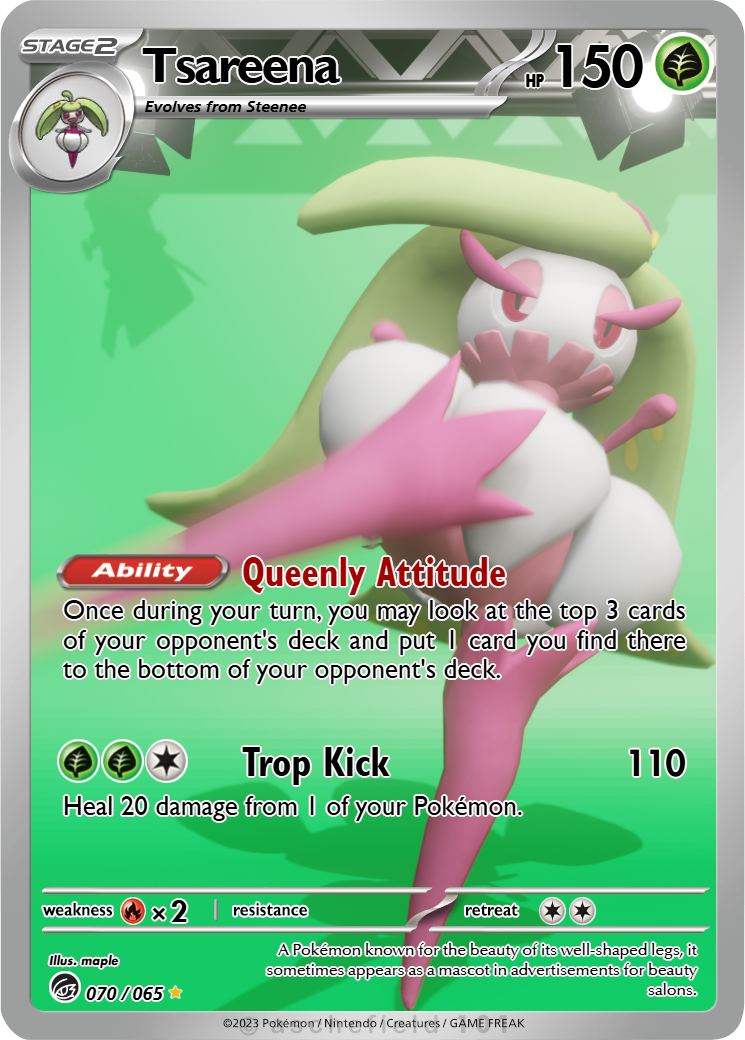 STAGE2
Tsareena
HP 150
Evolves from Steenee
Ability Queenly Attitude
Once during your turn, you may look at the top 3 cards
of your opponent's deck and put 1 card you find there
to the bottom of your opponent's deck.
Trop Kick 110
Heal 20 damage from 1 of your Pokémon.
weakness ×2 resistance retreat
A Pokémon known for the beauty of its well-shaped legs, it
sometimes appears as a mascot in advertisements for beauty
salons.
Illus. maple
070 / 065
©2023 Pokémon / Nintendo / Creatures / GAME FREAK